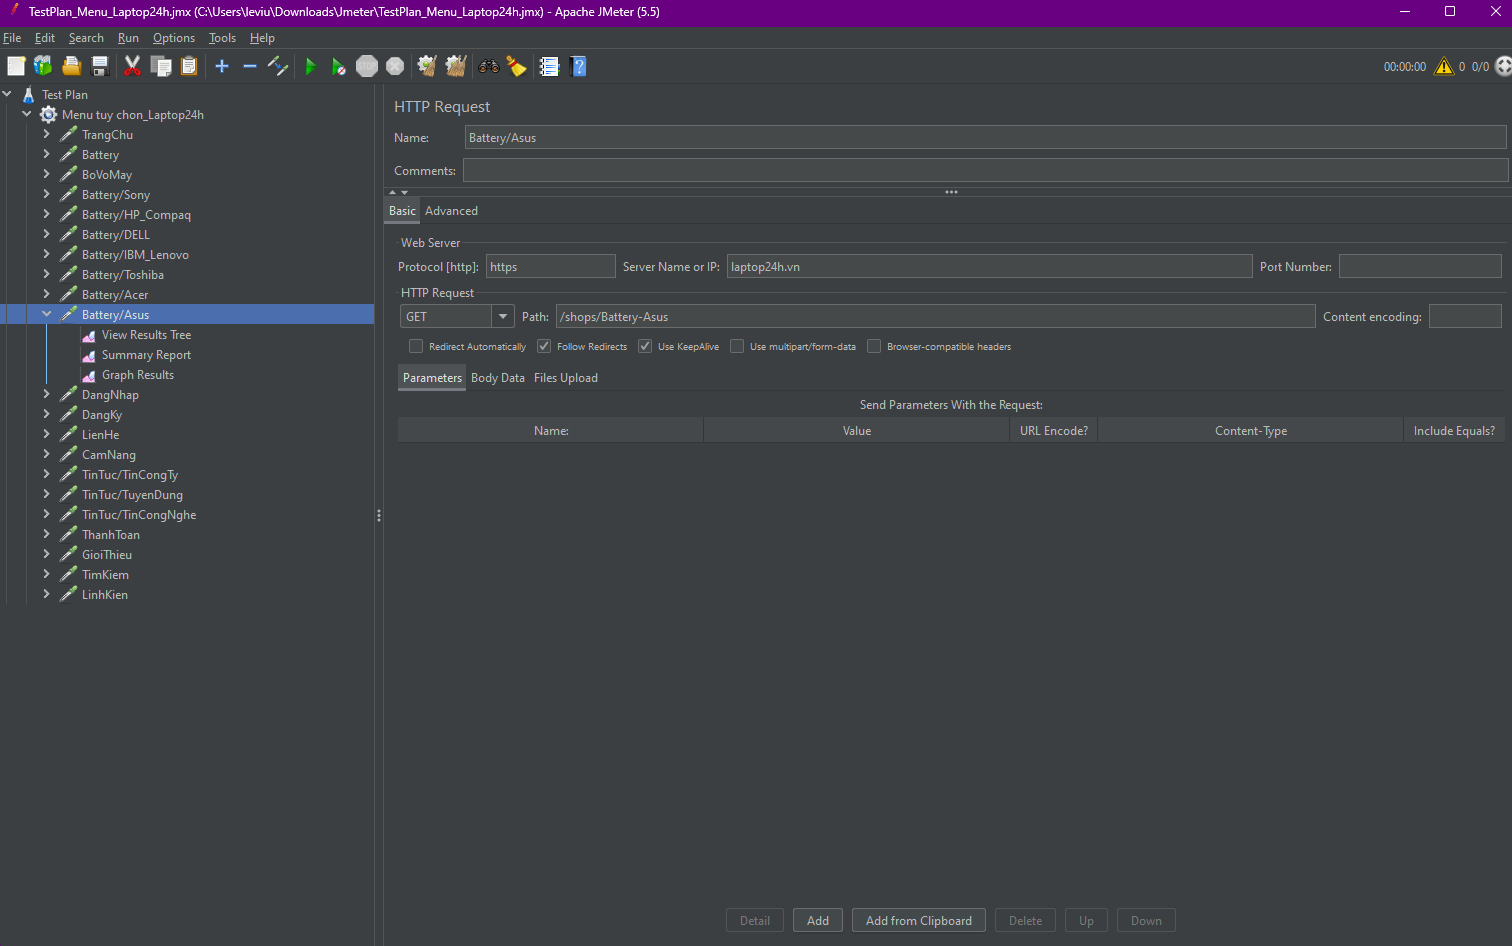 TestPlan_Menu_Laptop24h.jmx (C:\Users\leviu\Downloads\Jmeter\TestPlan_Menu_Laptop24h.jmx) - Apache JMeter (5.5)
File Edit Search Run Options Tools Help
STOP
00:00:00 0 0/0
Test Plan
Menu tuy chon_Laptop24h
TrangChu
Battery
BoVoMay
Battery/Sony
Battery/HP_Compaq
Battery/DELL
Battery/IBM_Lenovo
Battery/Toshiba
Battery/Acer
Battery/Asus
View Results Tree
Summary Report
Graph Results
DangNhap
DangKy
LienHe
CamNang
TinTuc/TinCongTy
TinTuc/TuyenDung
TinTuc/TinCongNghe
ThanhToan
GioiThieu
TimKiem
LinhKien
HTTP Request
Name: Battery/Asus
Comments:
Basic Advanced
Web Server
Protocol [http]: https Server Name or IP: laptop24h.vn Port Number:
HTTP Request
GET Path: /shops/Battery-Asus Content encoding:
Redirect Automatically Follow Redirects Use KeepAlive Use multipart/form-data Browser-compatible headers
Parameters Body Data Files Upload
Send Parameters With the Request:
Name: Value URL Encode? Content-Type Include Equals?
Detail Add Add from Clipboard Delete Up Down